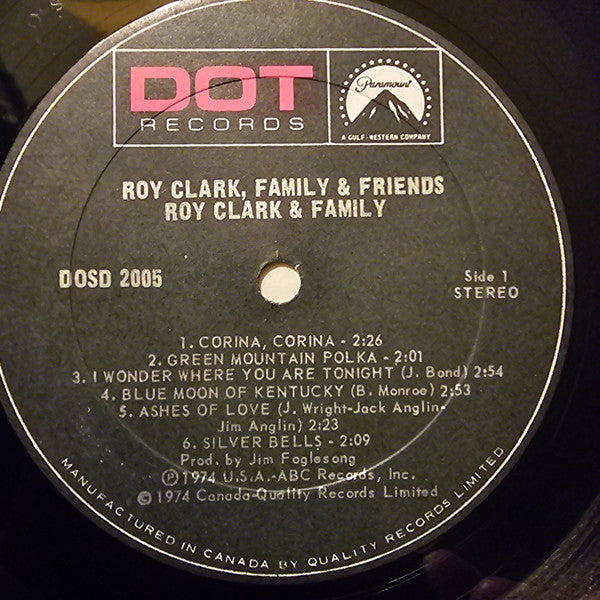 DOT
RECORDS
Paramount
A GULF-WESTERN COMPANY
ROY CLARK, FAMILY & FRIENDS
ROY CLARK & FAMILY
DOSD 2005
Side 1
STEREO
1. CORINA, CORINA - 2:26
2. GREEN MOUNTAIN POLKA - 2:01
3. I WONDER WHERE YOU ARE TONIGHT (J. Bond) 2:54
4. BLUE MOON OF KENTUCKY (B. Monroe) 2:53
5. ASHES OF LOVE (J. Wright-Jack Anglin-
Jim Anglin) 2:23
6. SILVER BELLS - 2:09
Prod. by Jim Foglesong
Ⓟ 1974 U.S.A.-ABC Records, Inc.
© 1974 Canada-Quality Records Limited
MANUFACTURED IN CANADA BY QUALITY RECORDS LIMITED